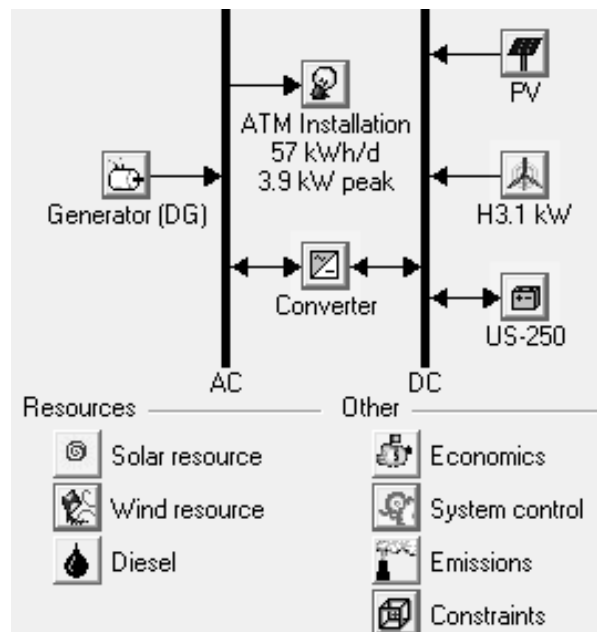 PV
ATM Installation
57 kWh/d
3.9 kW peak
Generator (DG)
H3.1 kW
Converter
US-250
AC
DC
Resources
Other
Solar resource
Economics
Wind resource
System control
Diesel
Emissions
Constraints